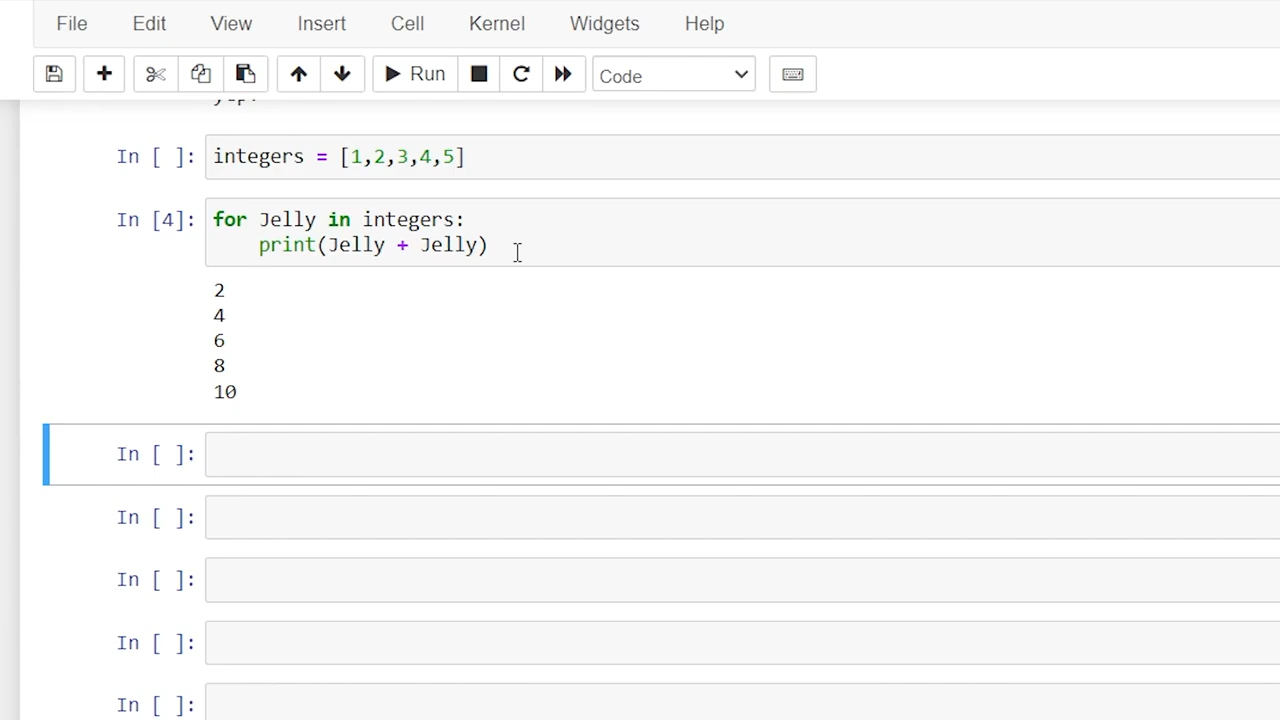 File Edit View Insert Cell Kernel Widgets Help
Run Code
In [ ]: integers = [1,2,3,4,5]
In [4]: for Jelly in integers:
    print(Jelly + Jelly)
2
4
6
8
10
In [ ]:
In [ ]:
In [ ]:
In [ ]:
In [ ]: